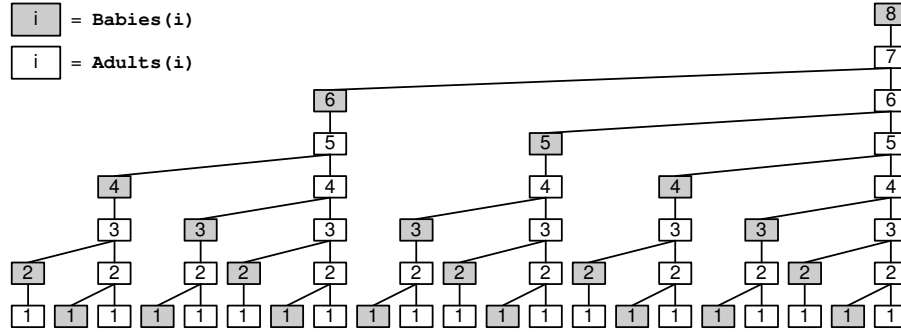 i = Babies(i)
8
i = Adults(i)
7
6 6
5 5 5
4 4 4 4 4
3 3 3 3 3 3 3 3
2 2 2 2 2 2 2 2 2 2 2 2 2
1 1 1 1 1 1 1 1 1 1 1 1 1 1 1 1 1 1 1 1 1